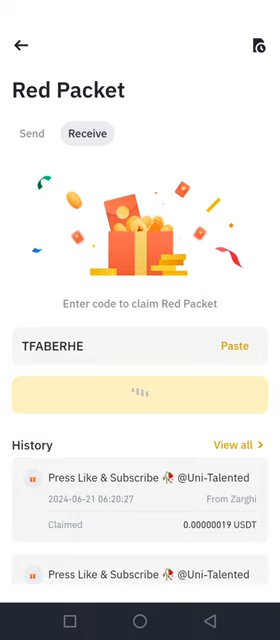 Red Packet
Send
Receive
Enter code to claim Red Packet
TFABERHE
Paste
History
View all
Press Like & Subscribe 🥀 @Uni-Talented
2024-06-21 06:20:27
From Zarghi
Claimed
0.00000019 USDT
Press Like & Subscribe 🥀 @Uni-Talented